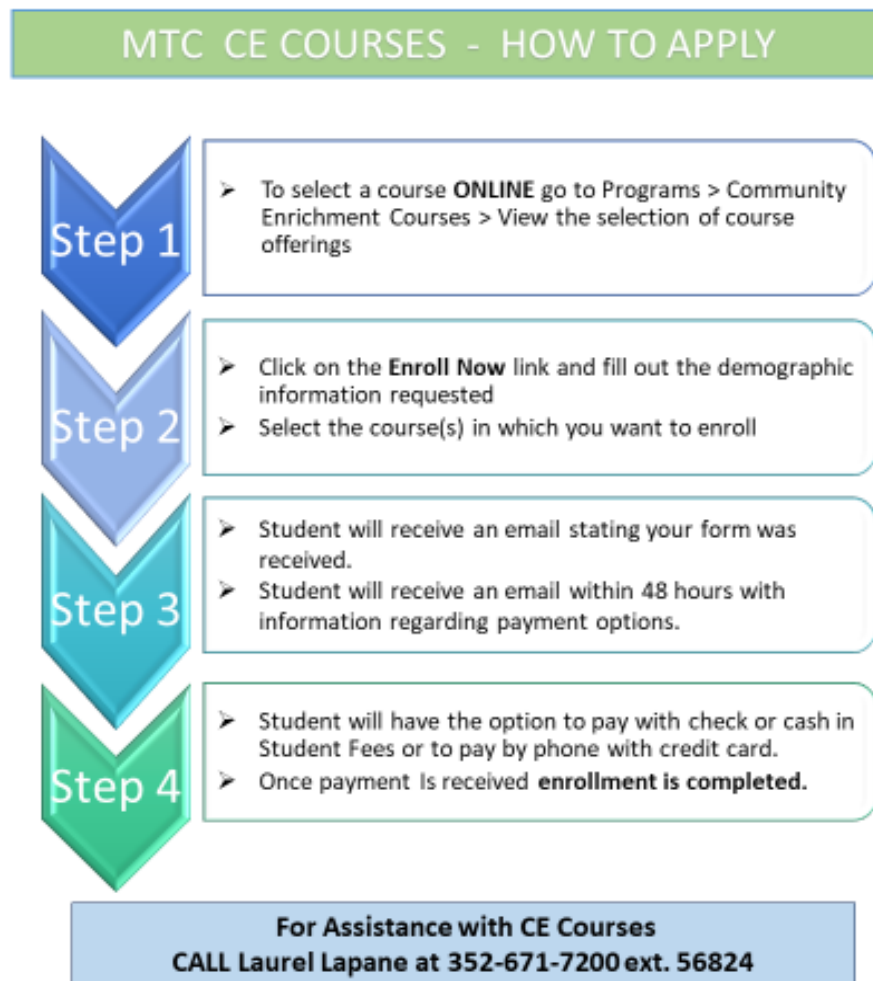 MTC CE COURSES - HOW TO APPLY
Step 1
➢ To select a course ONLINE go to Programs > Community
Enrichment Courses > View the selection of course
offerings
Step 2
➢ Click on the Enroll Now link and fill out the demographic
information requested
➢ Select the course(s) in which you want to enroll
Step 3
➢ Student will receive an email stating your form was
received.
➢ Student will receive an email within 48 hours with
information regarding payment options.
Step 4
➢ Student will have the option to pay with check or cash in
Student Fees or to pay by phone with credit card.
➢ Once payment Is received enrollment is completed.
For Assistance with CE Courses
CALL Laurel Lapane at 352-671-7200 ext. 56824